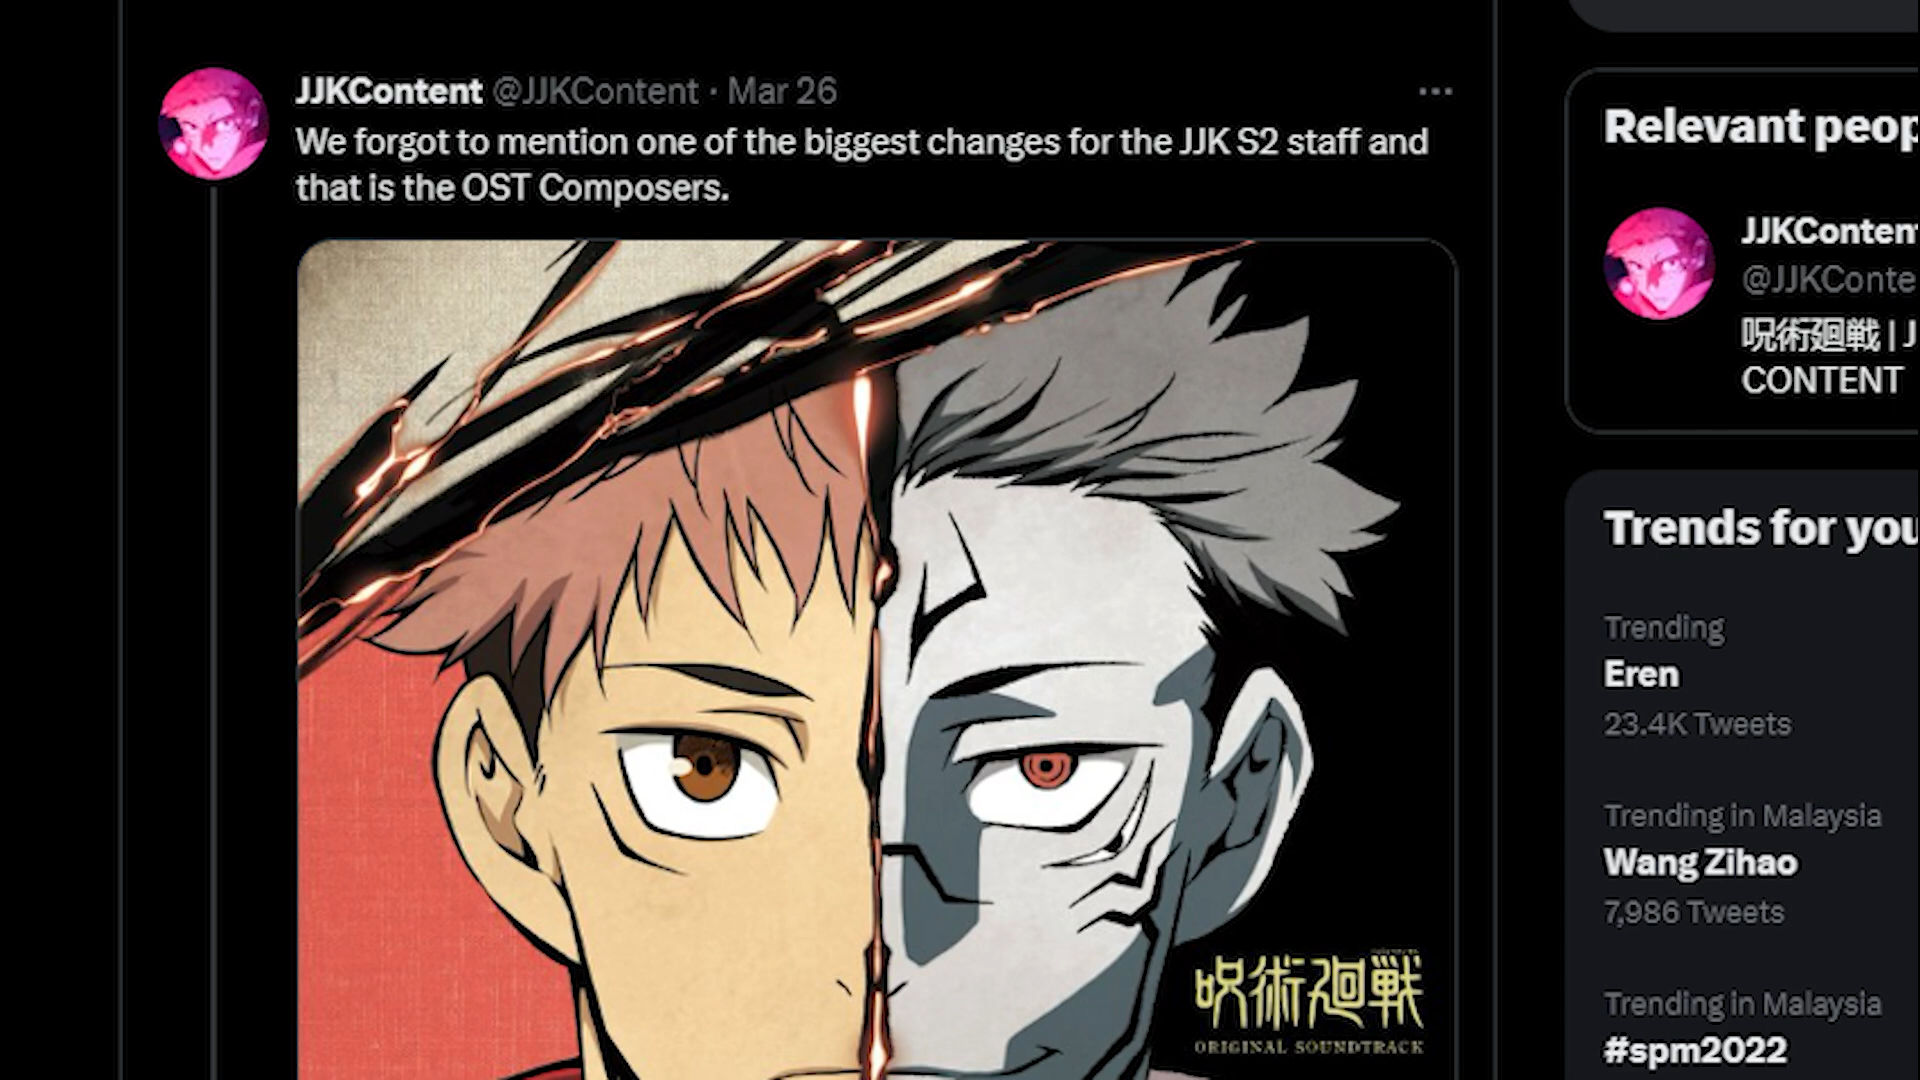 JJKContent @JJKContent · Mar 26
We forgot to mention one of the biggest changes for the JJK S2 staff and
that is the OST Composers.
呪術廻戦
ORIGINAL SOUNDTRACK
Relevant peop
JJKConten
@JJKConte
呪術廻戦 | J
CONTENT
Trends for you
Trending
Eren
23.4K Tweets
Trending in Malaysia
Wang Zihao
7,986 Tweets
Trending in Malaysia
#spm2022